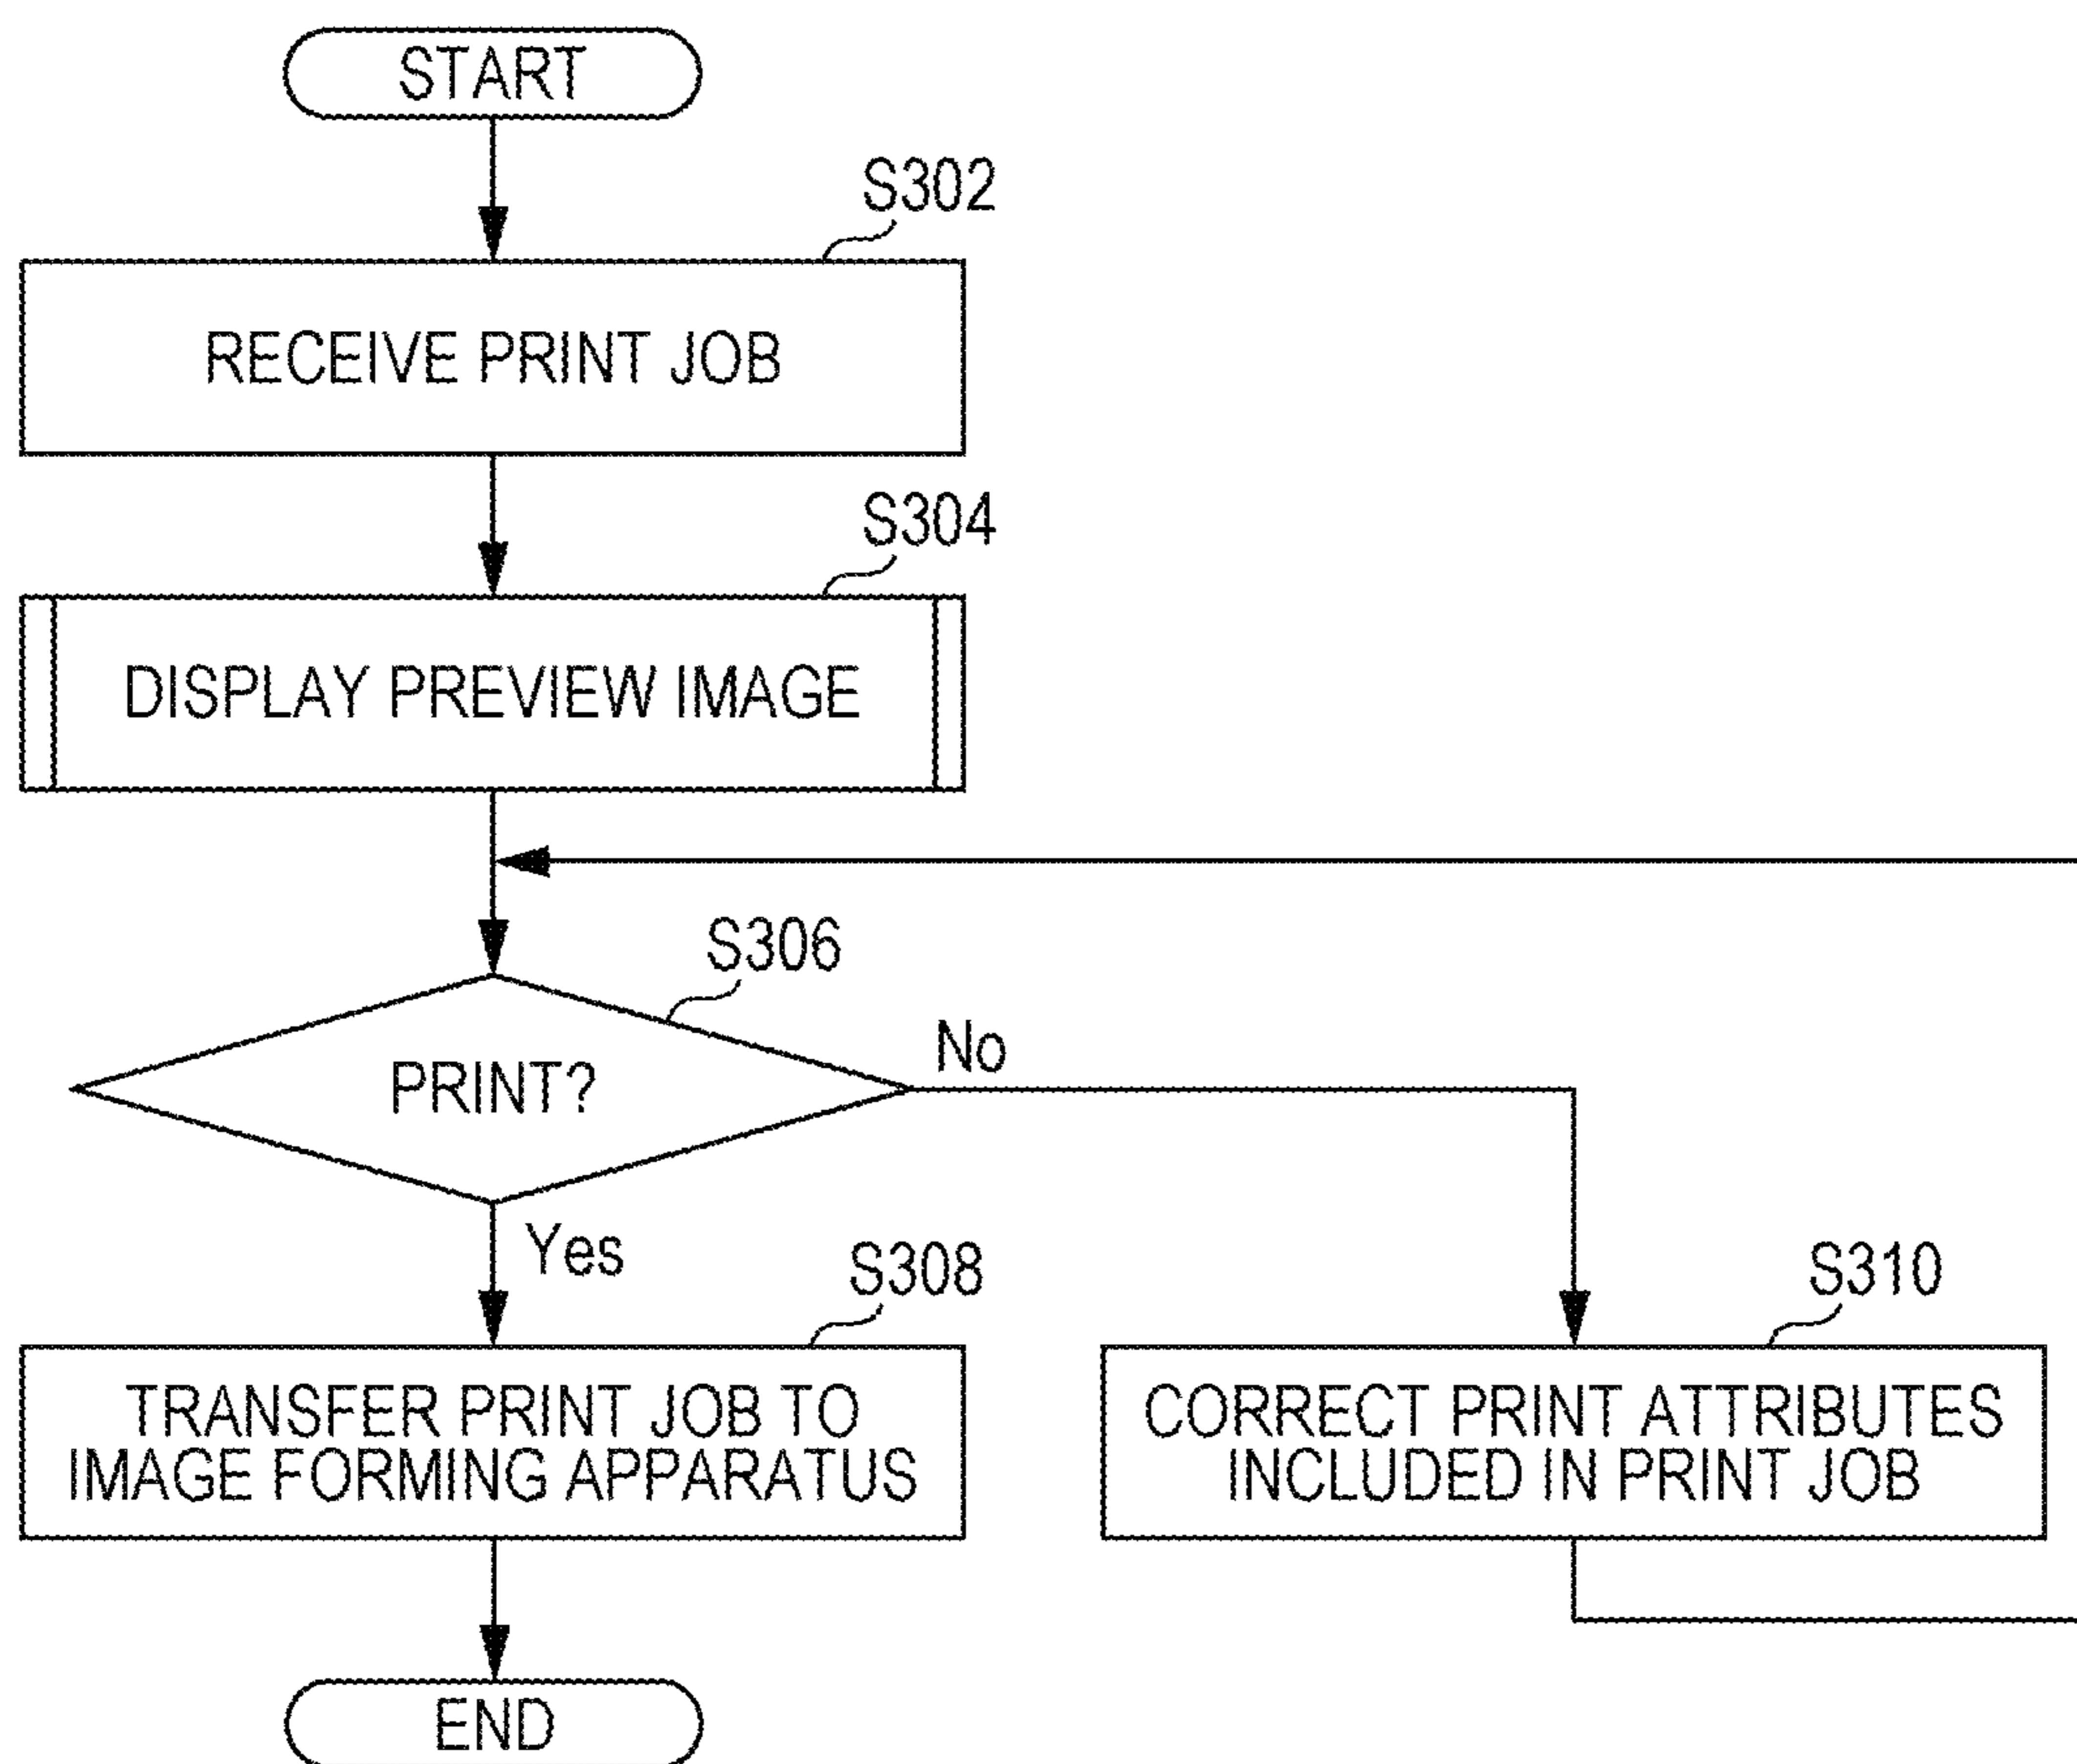 START
S302
RECEIVE PRINT JOB
S304
DISPLAY PREVIEW IMAGE
S306
PRINT?
No
Yes
S308
TRANSFER PRINT JOB TO
IMAGE FORMING APPARATUS
S310
CORRECT PRINT ATTRIBUTES
INCLUDED IN PRINT JOB
END